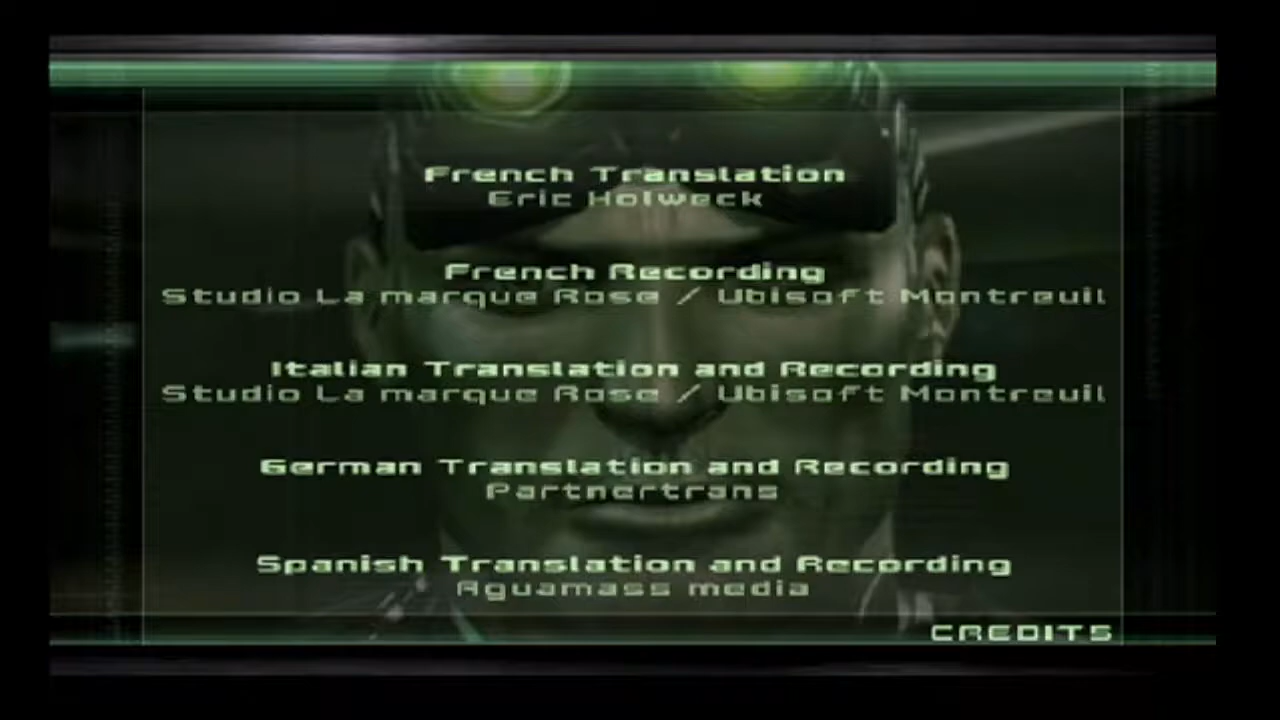 French Translation
Eric Holweck
French Recording
Studio La marque Rose / Ubisoft Montreuil
Italian Translation and Recording
Studio La marque Rose / Ubisoft Montreuil
German Translation and Recording
Partnertrans
Spanish Translation and Recording
Aguamass media
CREDITS